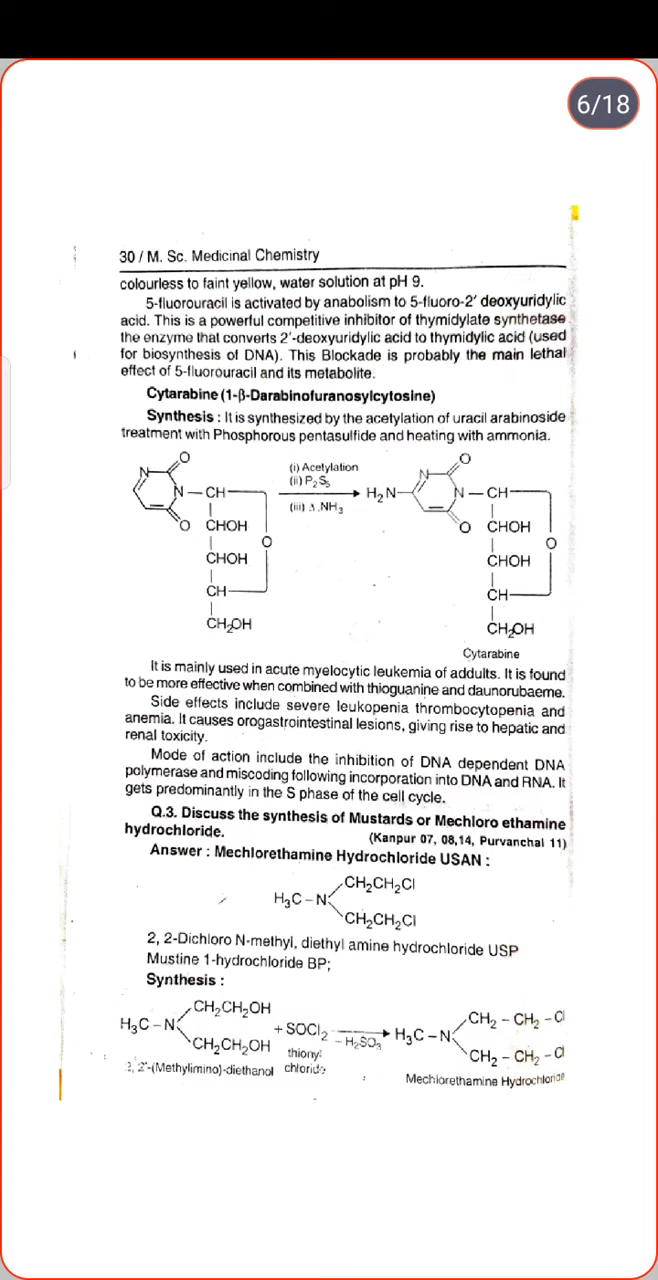 6/18
30 / M. Sc. Medicinal Chemistry
colourless to faint yellow, water solution at pH 9.
5-fluorouracil is activated by anabolism to 5-fluoro-2′ deoxyuridylic
acid. This is a powerful competitive inhibitor of thymidylate synthetase
the enzyme that converts 2′-deoxyuridylic acid to thymidylic acid (used
for biosynthesis of DNA). This Blockade is probably the main lethal
effect of 5-fluorouracil and its metabolite.
Cytarabine (1-β-Darabinofuranosylcytosine)
Synthesis : It is synthesized by the acetylation of uracil arabinoside
treatment with Phosphorous pentasulfide and heating with ammonia.
O
N
N – CH
O
CHOH
CHOH
CH
CH₂OH
O
(i) Acetylation
(ii) P₂S₅
(iii) Δ .NH₃
H₂N
O
N
N – CH
O
CHOH
CHOH
CH
CH₂OH
O
Cytarabine
It is mainly used in acute myelocytic leukemia of addults. It is found
to be more effective when combined with thioguanine and daunorubaeme.
Side effects include severe leukopenia thrombocytopenia and
anemia. It causes orogastrointestinal lesions, giving rise to hepatic and
renal toxicity.
Mode of action include the inhibition of DNA dependent DNA
polymerase and miscoding following incorporation into DNA and RNA. It
gets predominantly in the S phase of the cell cycle.
Q.3. Discuss the synthesis of Mustards or Mechloro ethamine
hydrochloride. (Kanpur 07, 08,14, Purvanchal 11)
Answer : Mechlorethamine Hydrochloride USAN :
CH₂CH₂Cl
H₃C – N
CH₂CH₂Cl
2, 2-Dichloro N-methyl, diethyl amine hydrochloride USP
Mustine 1-hydrochloride BP;
Synthesis :
CH₂CH₂OH
H₃C – N
CH₂CH₂OH
+ SOCl₂
thionyl
chloride
– H₂SO₃
H₃C – N
CH₂ – CH₂ – Cl
CH₂ – CH₂ – Cl
2, 2′-(Methylimino)-diethanol
Mechlorethamine Hydrochloride